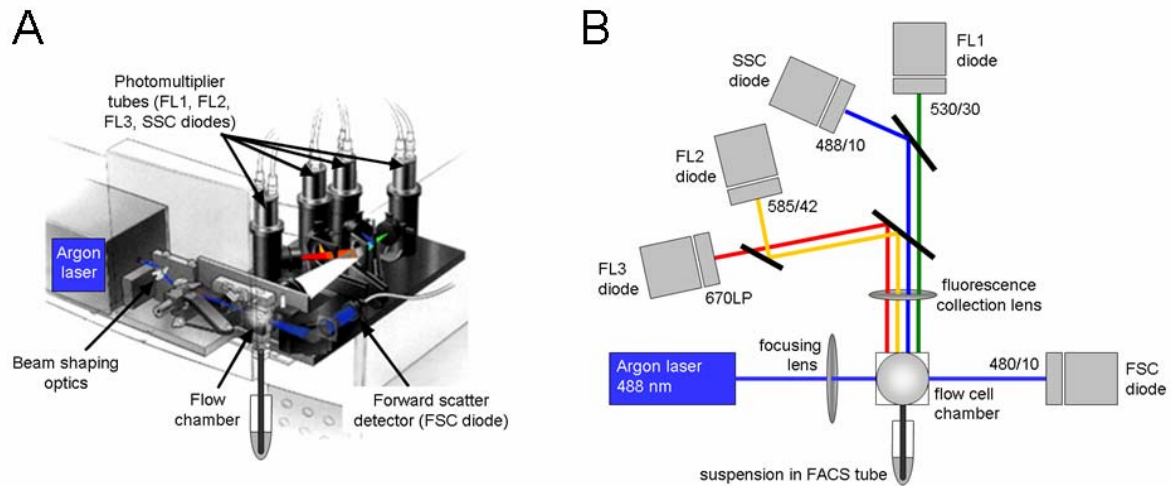 A
Photomultiplier
tubes (FL1, FL2,
FL3, SSC diodes)
Argon
laser
Beam shaping
optics
Flow
chamber
Forward scatter
detector (FSC diode)
B
FL1
diode
530/30
SSC
diode
488/10
FL2
diode
585/42
FL3
diode
670LP
fluorescence
collection lens
Argon laser
488 nm
focusing
lens
480/10
FSC
diode
flow cell
chamber
suspension in FACS tube